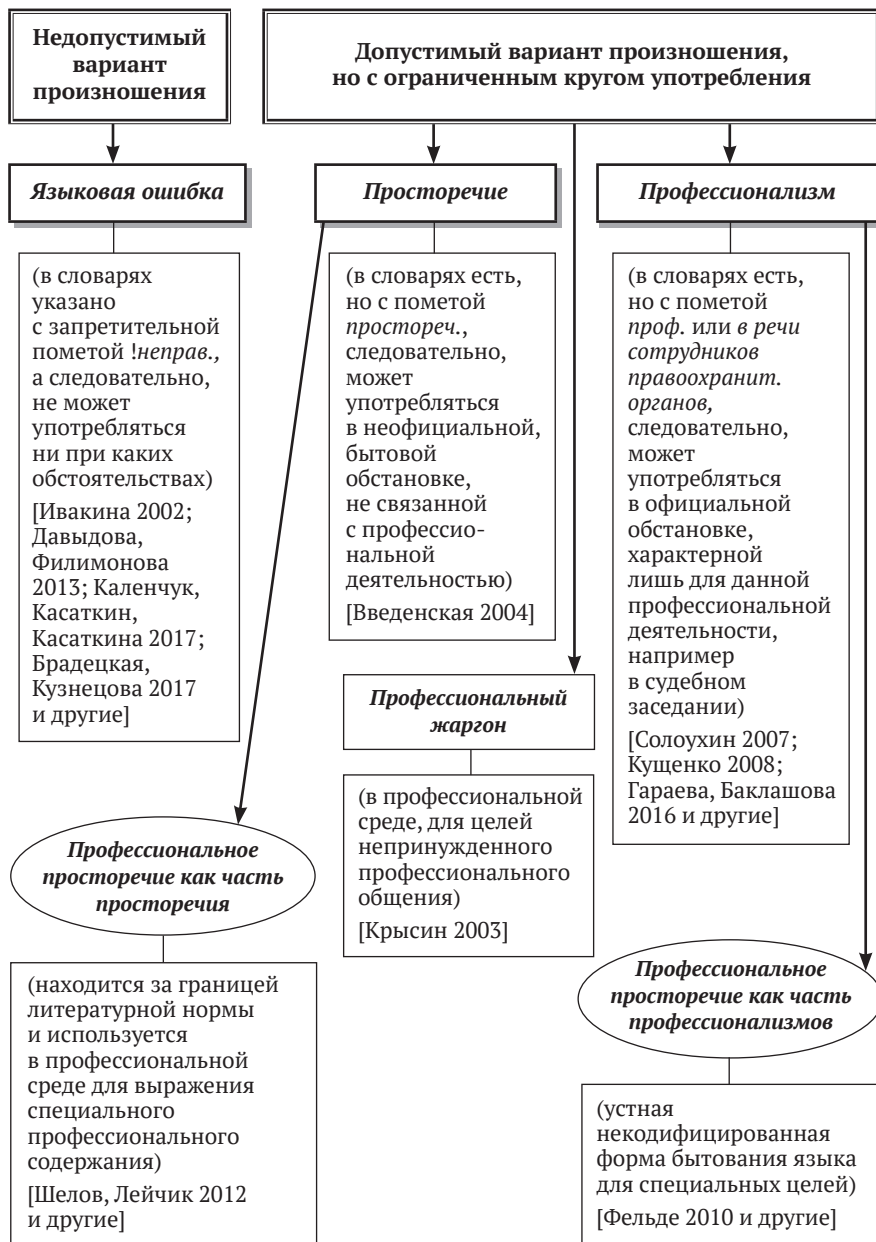 Недопустимый
вариант
произношения
Допустимый вариант произношения,
но с ограниченным кругом употребления
Языковая ошибка
Просторечие
Профессионализм
(в словарях
указано
с запретительной
пометой !неправ.,
а следовательно,
не может
употребляться
ни при каких
обстоятельствах)
[Ивакина 2002;
Давыдова,
Филимонова
2013; Каленчук,
Касаткин,
Касаткина 2017;
Брадецкая,
Кузнецова 2017
и другие]
(в словарях есть,
но с пометой
простореч.,
следовательно,
может
употребляться
в неофициальной,
бытовой
обстановке,
не связанной
с профессио-
нальной
деятельностью)
[Введенская 2004]
(в словарях есть,
но с пометой
проф. или в речи
сотрудников
правоохранит.
органов,
следовательно,
может
употребляться
в официальной
обстановке,
характерной
лишь для данной
профессиональной
деятельности,
например
в судебном
заседании)
[Солоухин 2007;
Кущенко 2008;
Гараева, Баклашова
2016 и другие]
Профессиональный
жаргон
(в профессиональной
среде, для целей
непринужденного
профессионального
общения)
[Крысин 2003]
Профессиональное
просторечие как часть
просторечия
(находится за границей
литературной нормы
и используется
в профессиональной
среде для выражения
специального
профессионального
содержания)
[Шелов, Лейчик 2012
и другие]
Профессиональное
просторечие как часть
профессионализмов
(устная
некодифицированная
форма бытования языка
для специальных целей)
[Фельде 2010 и другие]